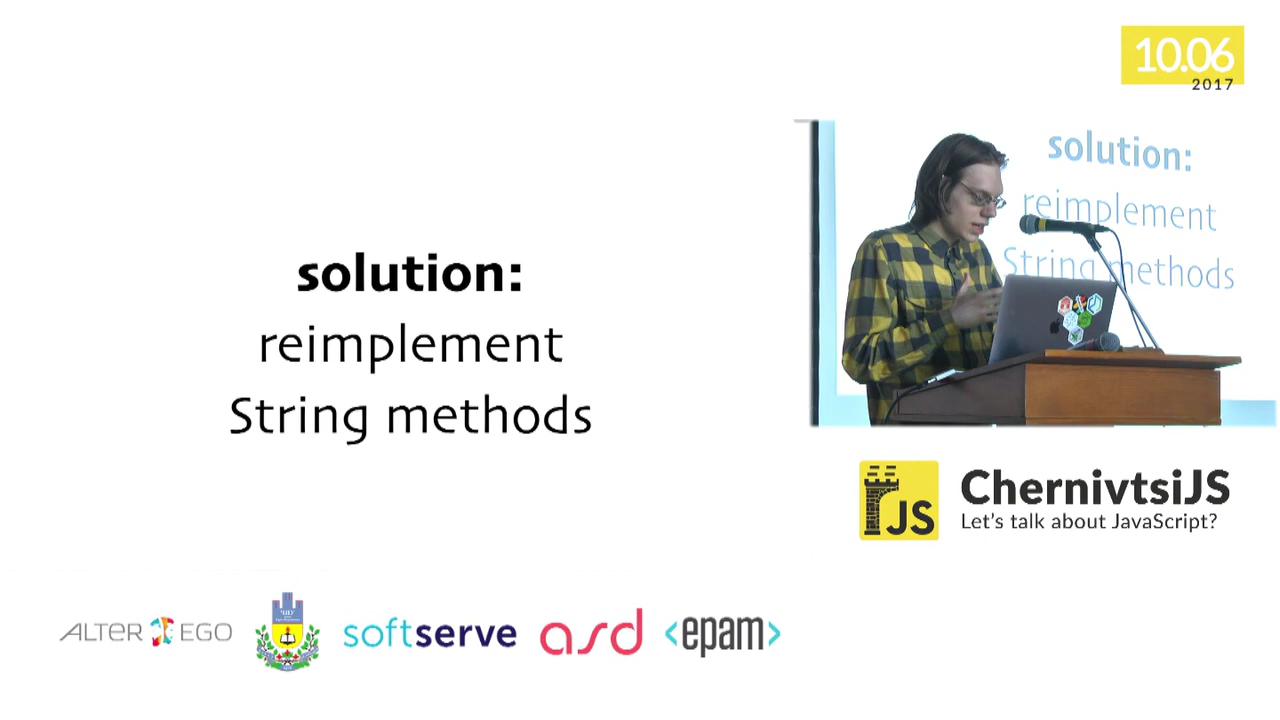 10.06
2017
solution:
reimplement
String methods
solution:
reimplement
String methods
JS
ChernivtsiJS
Let's talk about JavaScript?
ALTER EGO
softserve
asd
<epam>